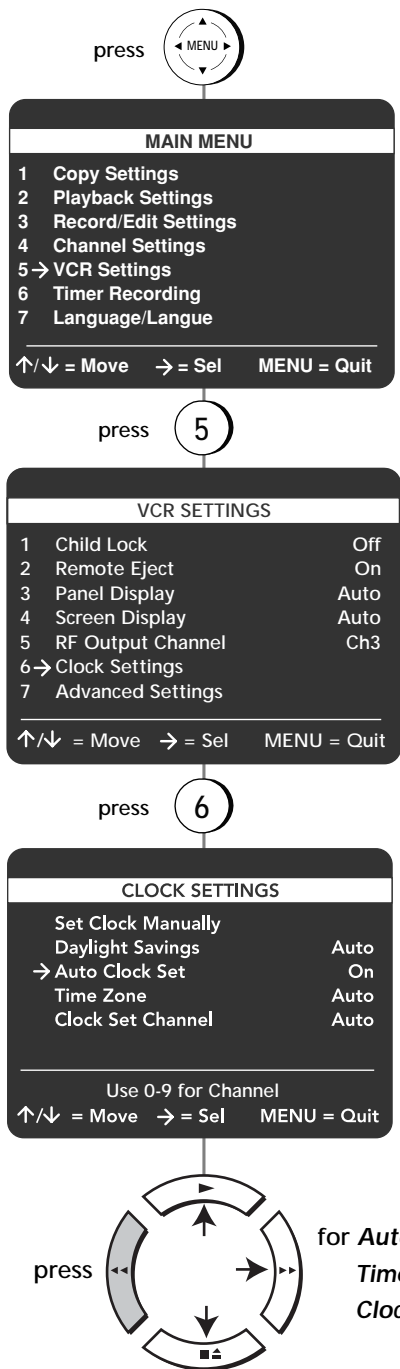 press MENU
MAIN MENU
1 Copy Settings
2 Playback Settings
3 Record/Edit Settings
4 Channel Settings
5→ VCR Settings
6 Timer Recording
7 Language/Langue
↑/↓ = Move → = Sel MENU = Quit
press 5
VCR SETTINGS
1 Child Lock Off
2 Remote Eject On
3 Panel Display Auto
4 Screen Display Auto
5 RF Output Channel Ch3
6→ Clock Settings
7 Advanced Settings
↑/↓ = Move → = Sel MENU = Quit
press 6
CLOCK SETTINGS
Set Clock Manually
Daylight Savings Auto
→ Auto Clock Set On
Time Zone Auto
Clock Set Channel Auto
Use 0-9 for Channel
↑/↓ = Move → = Sel MENU = Quit
for Auto
press
Time
Cloc